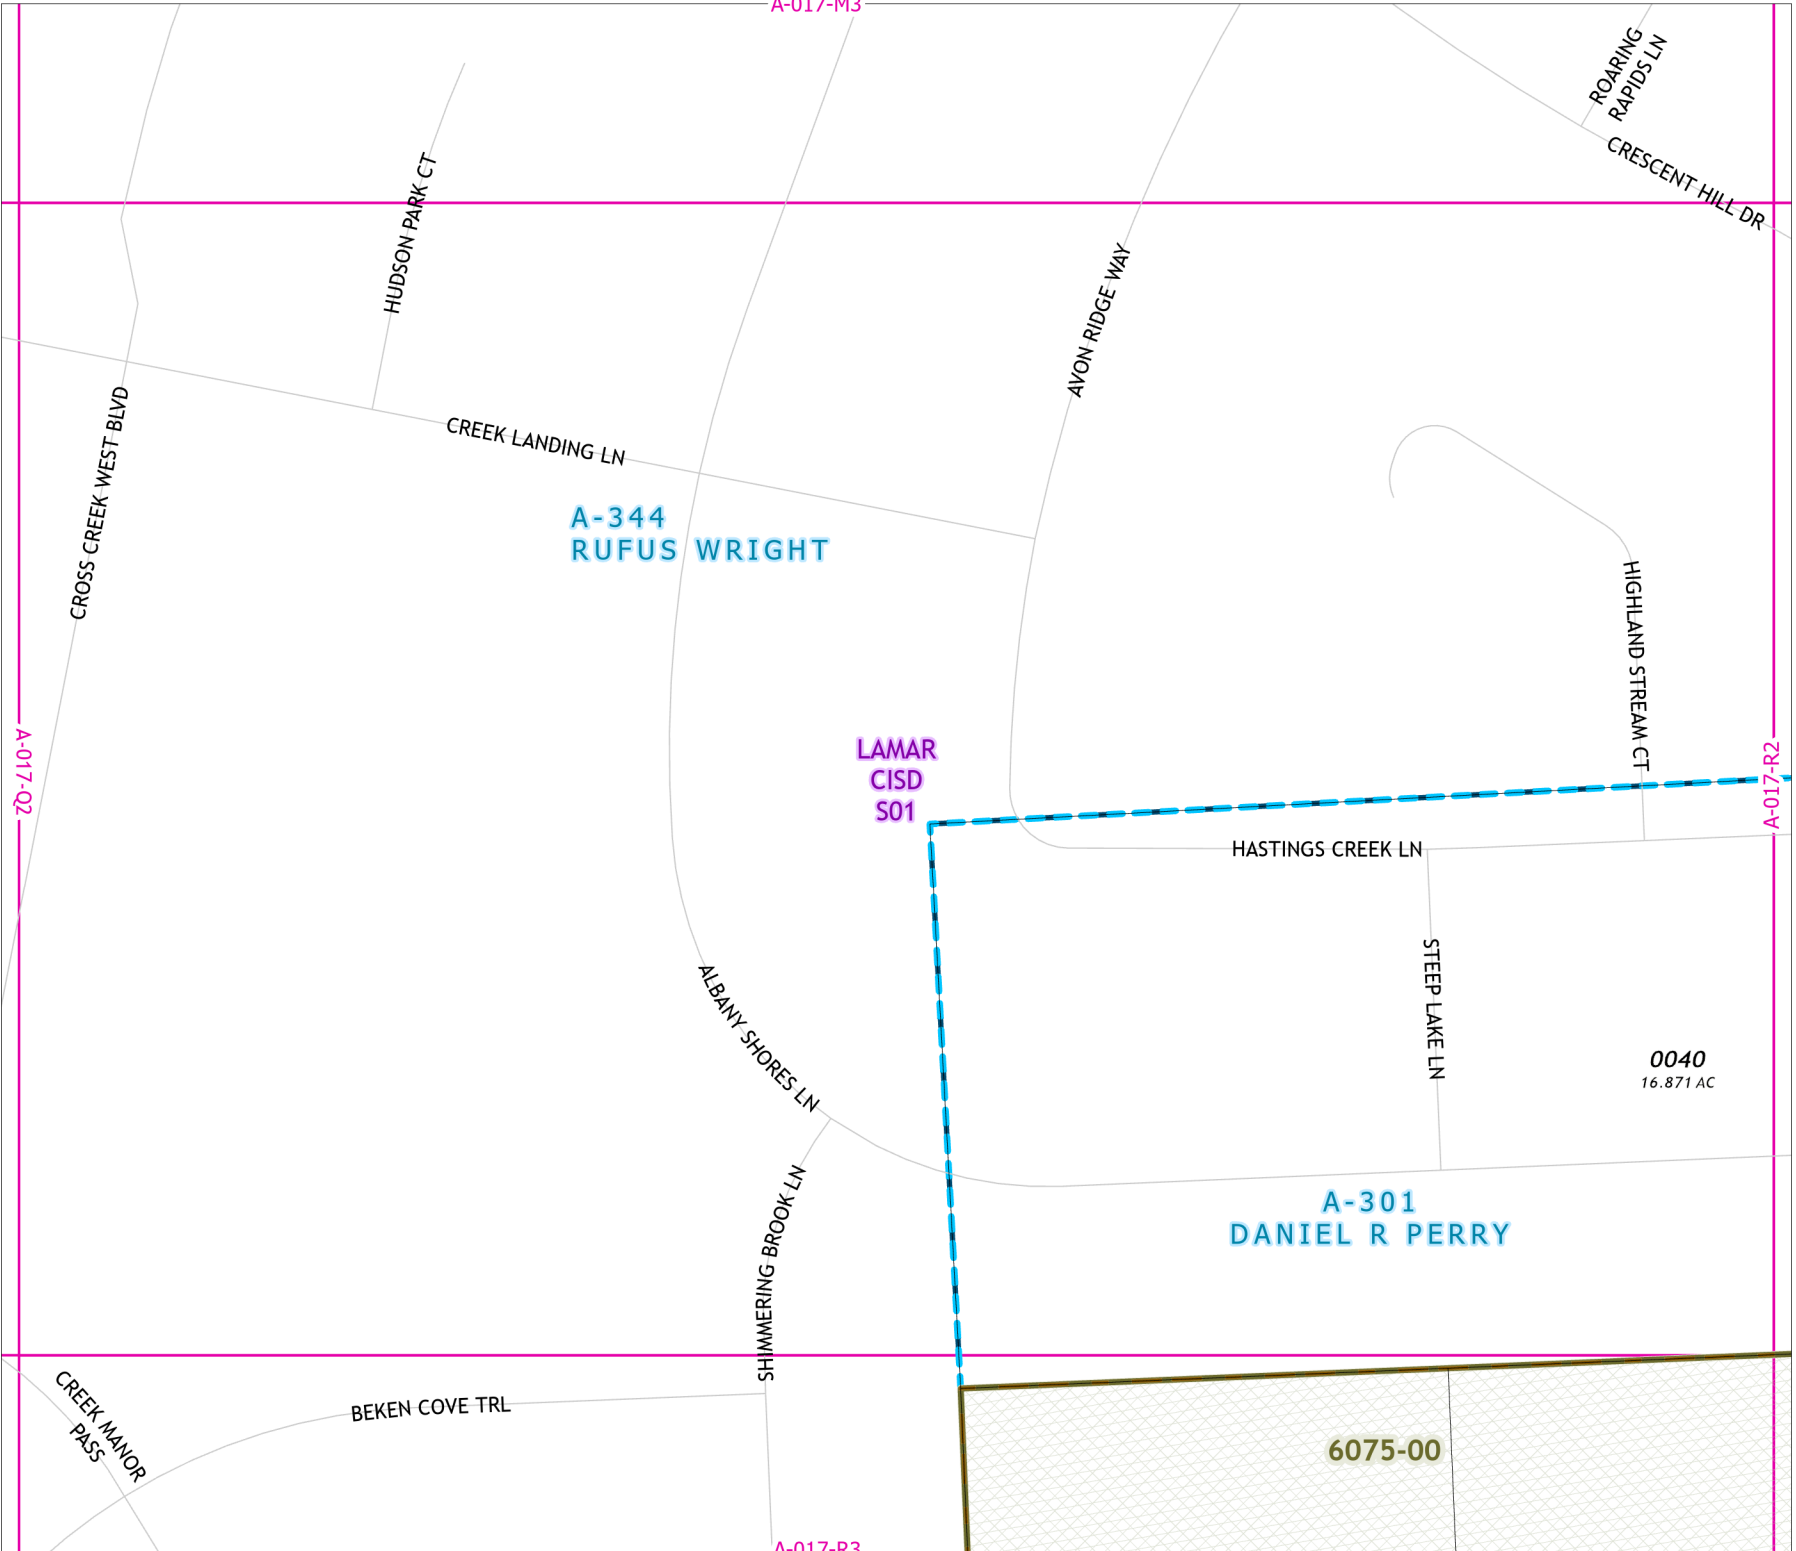 A-017-M3
ROARING
RAPIDS LN
CRESCENT HILL DR
HUDSON PARK CT
AVON RIDGE WAY
CROSS CREEK WEST BLVD
CREEK LANDING LN
A-344
RUFUS WRIGHT
HIGHLAND STREAM CT
A-017-Q2
LAMAR
CISD
S01
A-017-R2
HASTINGS CREEK LN
STEEP LAKE LN
ALBANY SHORES LN
0040
16.871 AC
SHIMMERING BROOK LN
A-301
DANIEL R PERRY
CREEK MANOR
PASS
BEKEN COVE TRL
6075-00
A-017-R3